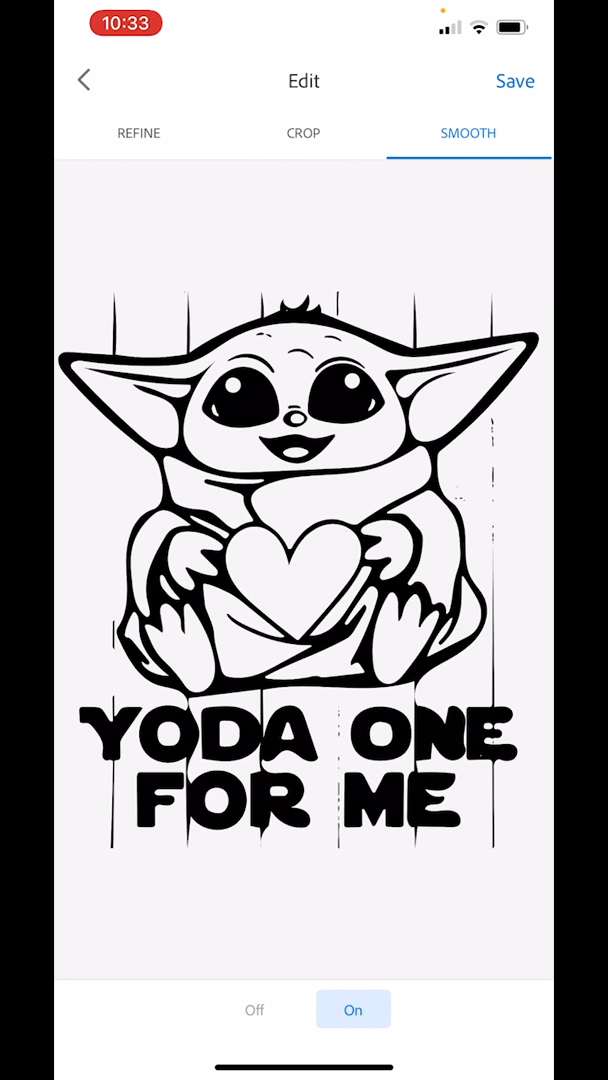 10:33
Edit
Save
REFINE
CROP
SMOOTH
YODA ONE
FOR ME
Off
On